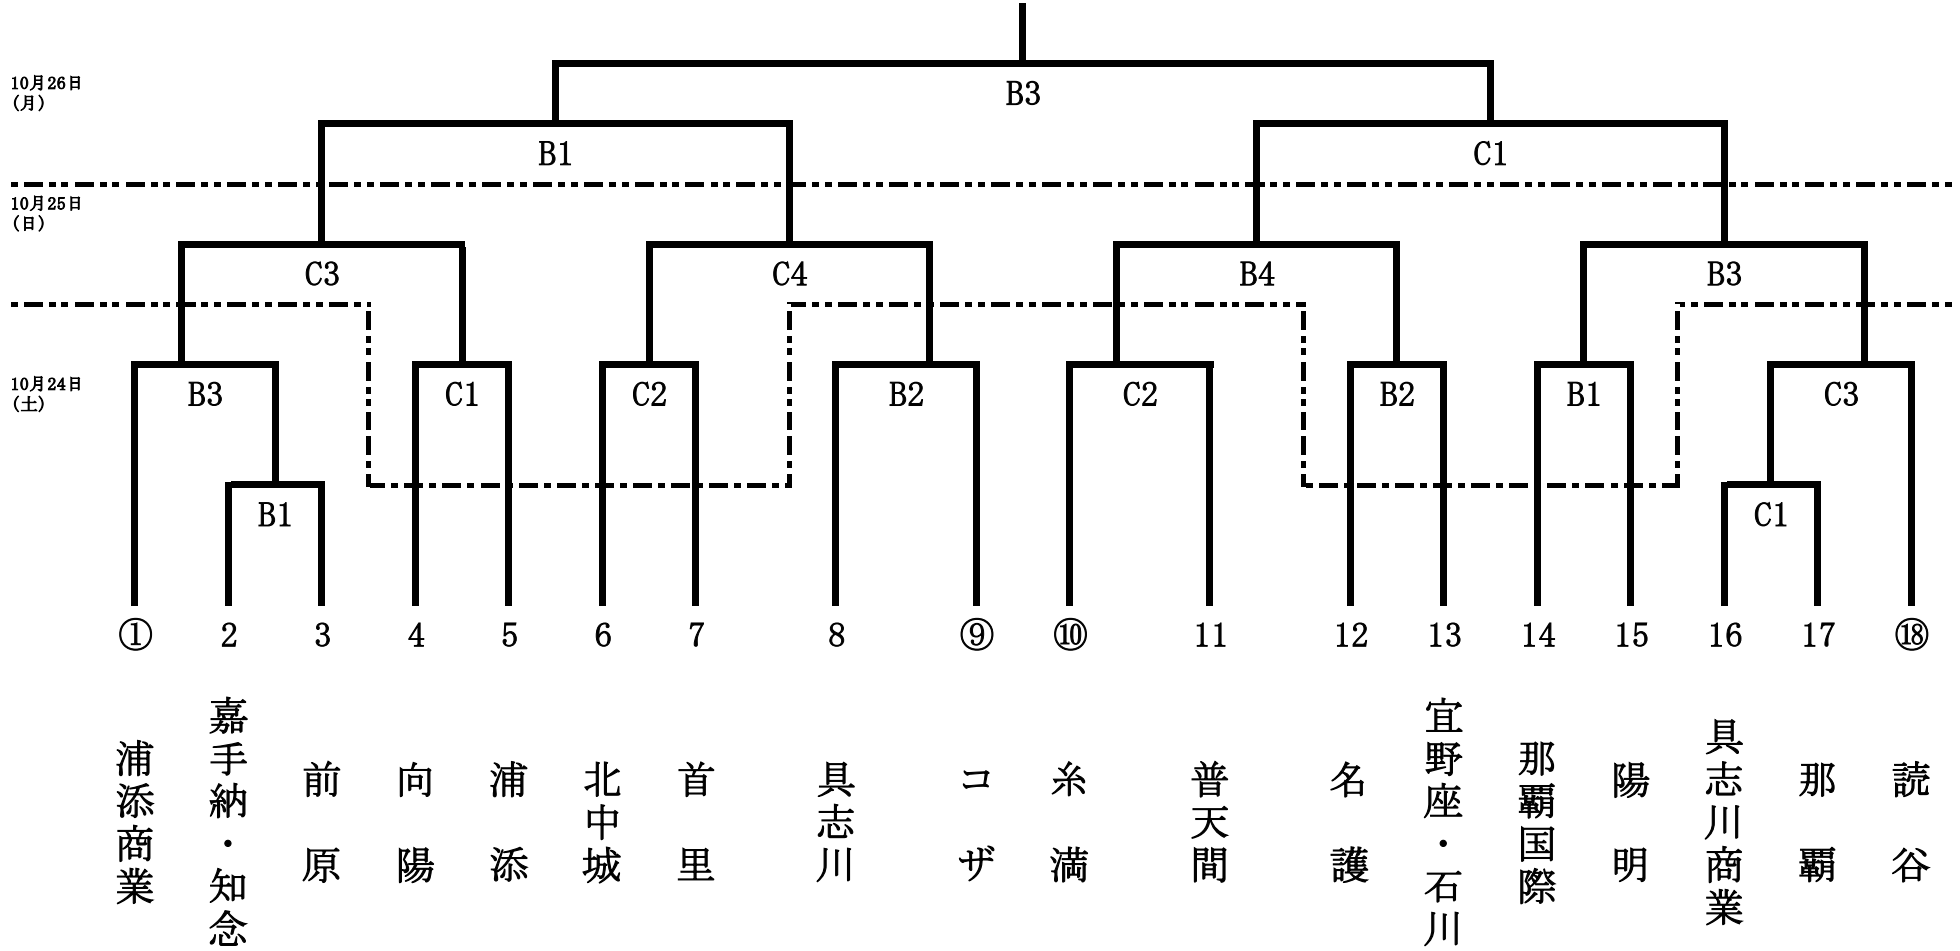 10月26日
(月)
B3
B1
C1
10月25日
(日)
C3
C4
B4
B3
10月24日
(土)
B3
C1
C2
B2
C2
B2
B1
C3
B1
C1
①
2
3
4
5
6
7
8
⑨
⑩
11
12
13
14
15
16
17
⑱
浦添商業
嘉手納・知念
前原
向陽
浦添
北中城
首里
具志川
コザ
糸満
普天間
名護
宜野座・石川
那覇国際
陽明
具志川商業
那覇
読谷